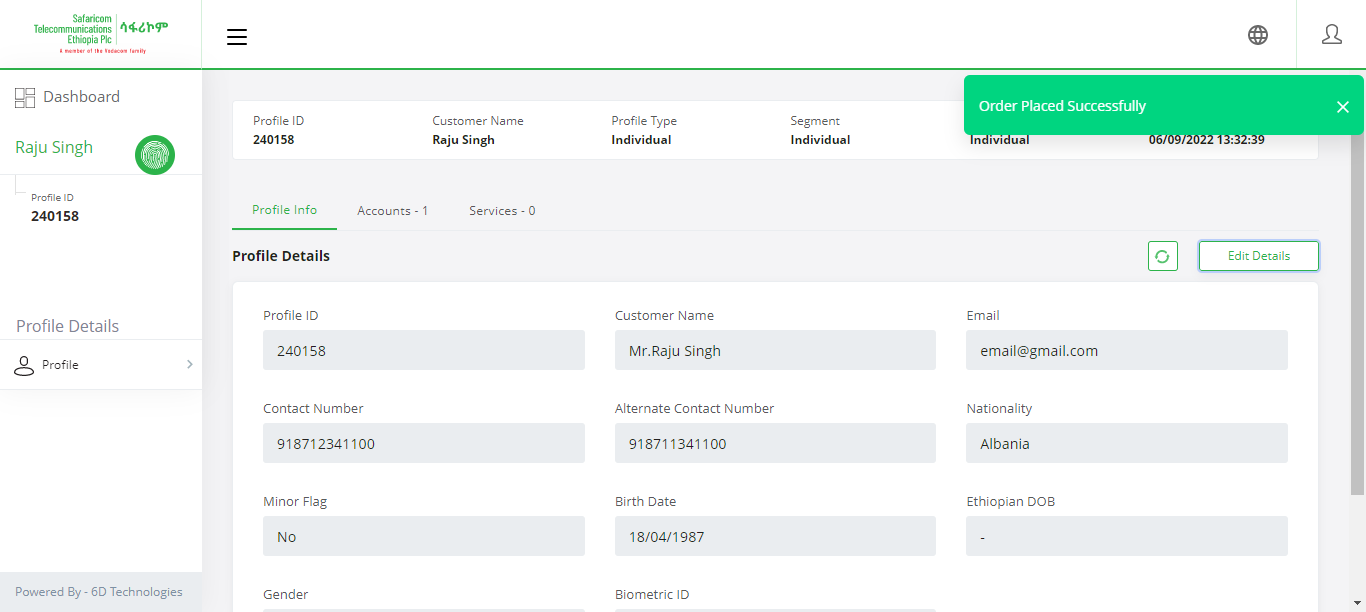 Safaricom
Telecommunications
Ethiopia Plc
ሳፋሪኮም
A member of the Vodacom family
Order Placed Successfully
Dashboard
Raju Singh
Profile ID
240158
Profile Details
Profile
Powered By - 6D Technologies
Profile ID Customer Name Profile Type Segment
240158 Raju Singh Individual Individual Individual 06/09/2022 13:32:39
Profile Info Accounts - 1 Services - 0
Profile Details Edit Details
Profile ID Customer Name Email
240158 Mr.Raju Singh email@gmail.com
Contact Number Alternate Contact Number Nationality
918712341100 918711341100 Albania
Minor Flag Birth Date Ethiopian DOB
No 18/04/1987 -
Gender Biometric ID